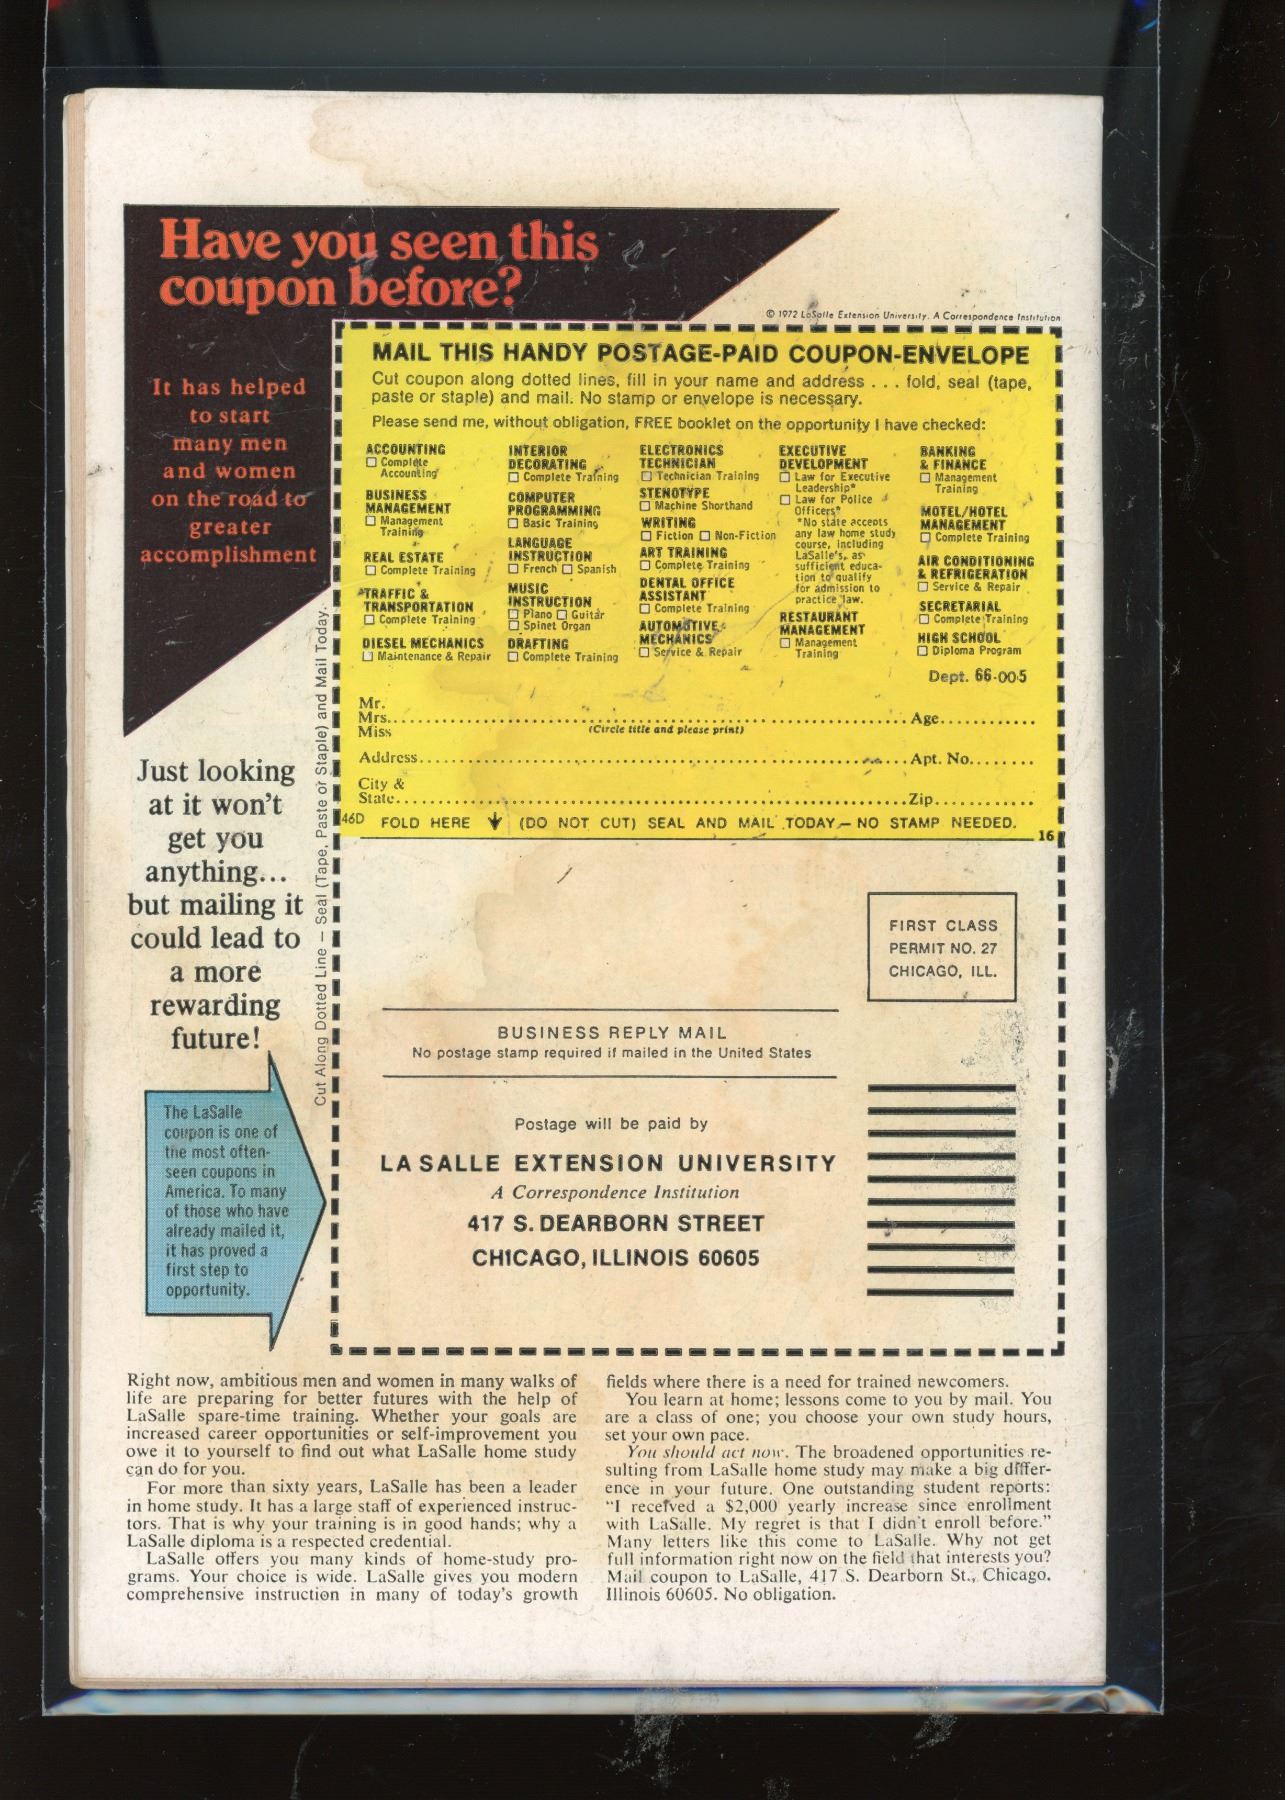 Have you seen this
coupon before?
© 1972 LaSalle Extension University. A Correspondence Institution
It has helped
to start
many men
and women
on the road to
greater
accomplishment
MAIL THIS HANDY POSTAGE-PAID COUPON-ENVELOPE
Cut coupon along dotted lines, fill in your name and address . . . fold, seal (tape,
paste or staple) and mail. No stamp or envelope is necessary.
Please send me, without obligation, FREE booklet on the opportunity I have checked:
ACCOUNTING
☐ Complete
Accounting
BUSINESS
MANAGEMENT
☐ Management
Training
REAL ESTATE
☐ Complete Training
TRAFFIC &
TRANSPORTATION
☐ Complete Training
DIESEL MECHANICS
☐ Maintenance & Repair
INTERIOR
DECORATING
☐ Complete Training
COMPUTER
PROGRAMMING
☐ Basic Training
LANGUAGE
INSTRUCTION
☐ French ☐ Spanish
MUSIC
INSTRUCTION
☐ Piano ☐ Guitar
☐ Spinet Organ
DRAFTING
☐ Complete Training
ELECTRONICS
TECHNICIAN
☐ Technician Training
STENOTYPE
☐ Machine Shorthand
WRITING
☐ Fiction ☐ Non-Fiction
ART TRAINING
☐ Complete Training
DENTAL OFFICE
ASSISTANT
☐ Complete Training
AUTOMOTIVE
MECHANICS
☐ Service & Repair
EXECUTIVE
DEVELOPMENT
☐ Law for Executive
Leadership*
☐ Law for Police
Officers*
*No state accepts
any law home study
course, including
LaSalle's, as
sufficient educa-
tion to qualify
for admission to
practice law.
RESTAURANT
MANAGEMENT
☐ Management
Training
BANKING
& FINANCE
☐ Management
Training
MOTEL/HOTEL
MANAGEMENT
☐ Complete Training
AIR CONDITIONING
& REFRIGERATION
☐ Service & Repair
SECRETARIAL
☐ Complete Training
HIGH SCHOOL
☐ Diploma Program
Dept. 66-005
Mr.
Mrs.......... Age..........
Miss (Circle title and please print)
Address.......... Apt. No..........
City &
State.......... Zip..........
46D FOLD HERE ↓ (DO NOT CUT) SEAL AND MAIL TODAY — NO STAMP NEEDED.
16
Cut Along Dotted Line — Seal (Tape, Paste or Staple) and Mail Today.
Just looking
at it won't
get you
anything...
but mailing it
could lead to
a more
rewarding
future!
FIRST CLASS
PERMIT NO. 27
CHICAGO, ILL.
BUSINESS REPLY MAIL
No postage stamp required if mailed in the United States
Postage will be paid by
LA SALLE EXTENSION UNIVERSITY
A Correspondence Institution
417 S. DEARBORN STREET
CHICAGO, ILLINOIS 60605
The LaSalle
coupon is one of
the most often-
seen coupons in
America. To many
of those who have
already mailed it,
it has proved a
first step to
opportunity.
Right now, ambitious men and women in many walks of
life are preparing for better futures with the help of
LaSalle spare-time training. Whether your goals are
increased career opportunities or self-improvement you
owe it to yourself to find out what LaSalle home study
can do for you.
For more than sixty years, LaSalle has been a leader
in home study. It has a large staff of experienced instruc-
tors. That is why your training is in good hands; why a
LaSalle diploma is a respected credential.
LaSalle offers you many kinds of home-study pro-
grams. Your choice is wide. LaSalle gives you modern
comprehensive instruction in many of today's growth
fields where there is a need for trained newcomers.
You learn at home; lessons come to you by mail. You
are a class of one; you choose your own study hours,
set your own pace.
You should act now. The broadened opportunities re-
sulting from LaSalle home study may make a big differ-
ence in your future. One outstanding student reports:
"I received a $2,000 yearly increase since enrollment
with LaSalle. My regret is that I didn't enroll before."
Many letters like this come to LaSalle. Why not get
full information right now on the field that interests you?
Mail coupon to LaSalle, 417 S. Dearborn St., Chicago,
Illinois 60605. No obligation.